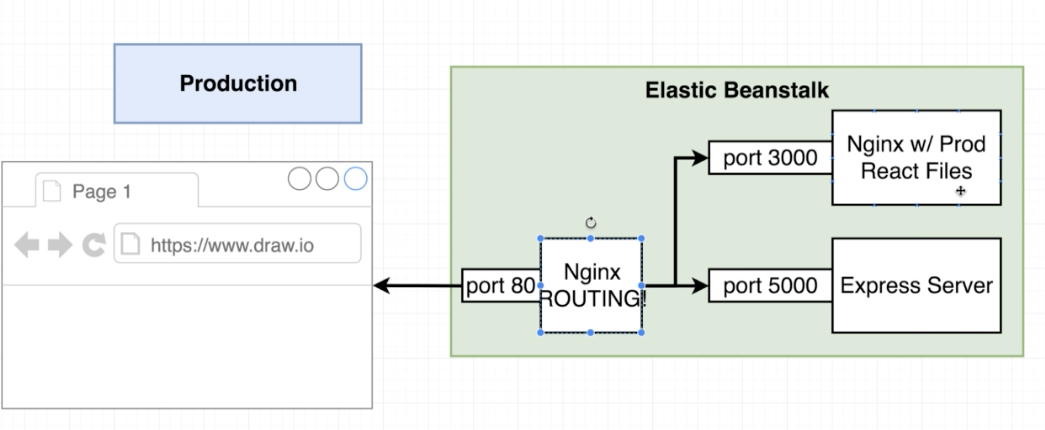 Production
Elastic Beanstalk
Page 1
https://www.draw.io
port 80
Nginx
ROUTING!
port 3000
Nginx w/ Prod
React Files
port 5000
Express Server